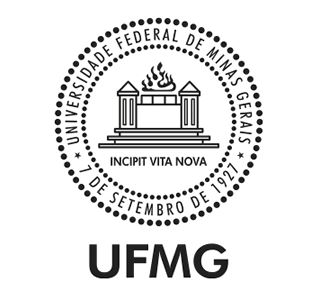 UNIVERSIDADE FEDERAL DE MINAS GERAIS
INCIPIT VITA NOVA
★ 7 DE SETEMBRO DE 1927 ★
UFMG